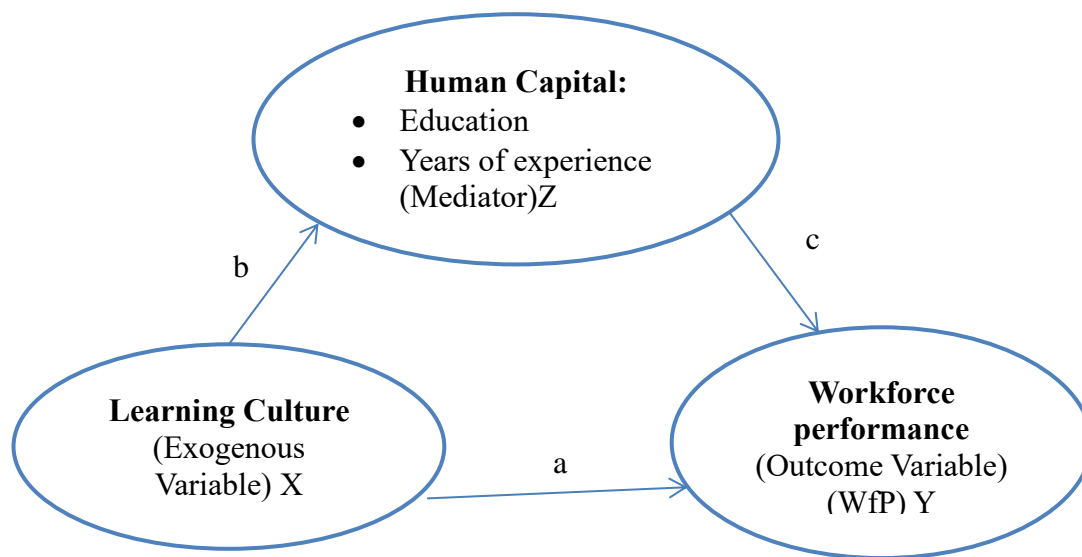 Human Capital:
• Education
• Years of experience
(Mediator)Z
b
c
Learning Culture
(Exogenous
Variable) X
a
Workforce
performance
(Outcome Variable)
(WfP) Y